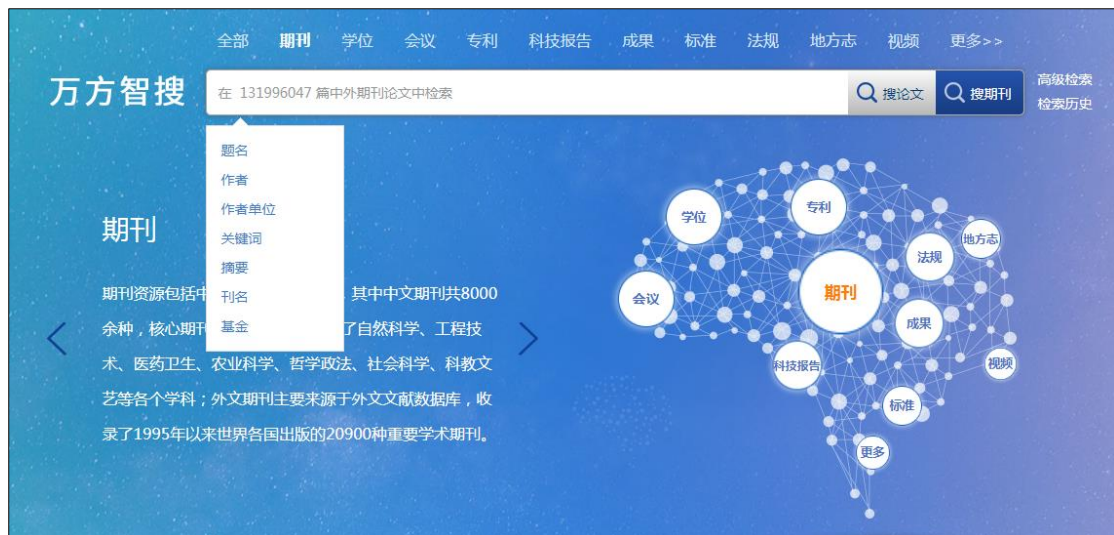 全部 期刊 学位 会议 专利 科技报告 成果 标准 法规 地方志 视频 更多>>
万方智搜
在 131996047 篇中外期刊论文中检索
搜论文 搜期刊
高级检索
检索历史
题名
作者
作者单位
关键词
摘要
刊名
基金
期刊
期刊资源包括中 其中中文期刊共8000
余种，核心期刊 了自然科学、工程技
术、医药卫生、农业科学、哲学政法、社会科学、科教文
艺等各个学科；外文期刊主要来源于外文文献数据库，收
录了1995年以来世界各国出版的20900种重要学术期刊。
学位
专利
地方志
法规
会议
期刊
成果
科技报告
视频
标准
更多